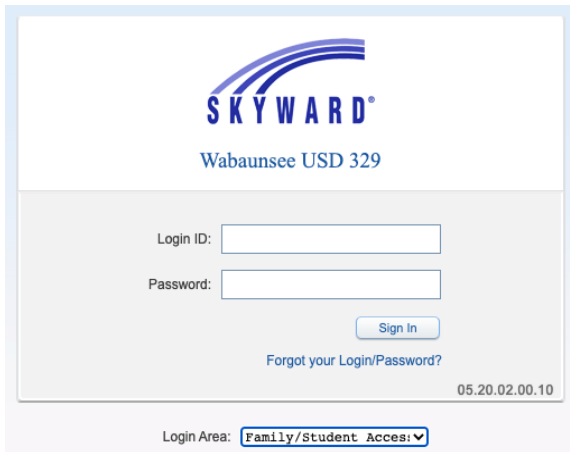 SKYWARD®
Wabaunsee USD 329
Login ID:
Password:
Sign In
Forgot your Login/Password?
05.20.02.00.10
Login Area: Family/Student Acces